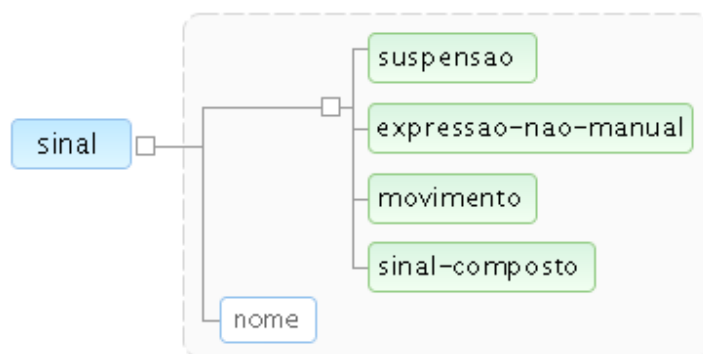 suspensao
expressao-nao-manual
sinal
movimento
sinal-composto
nome